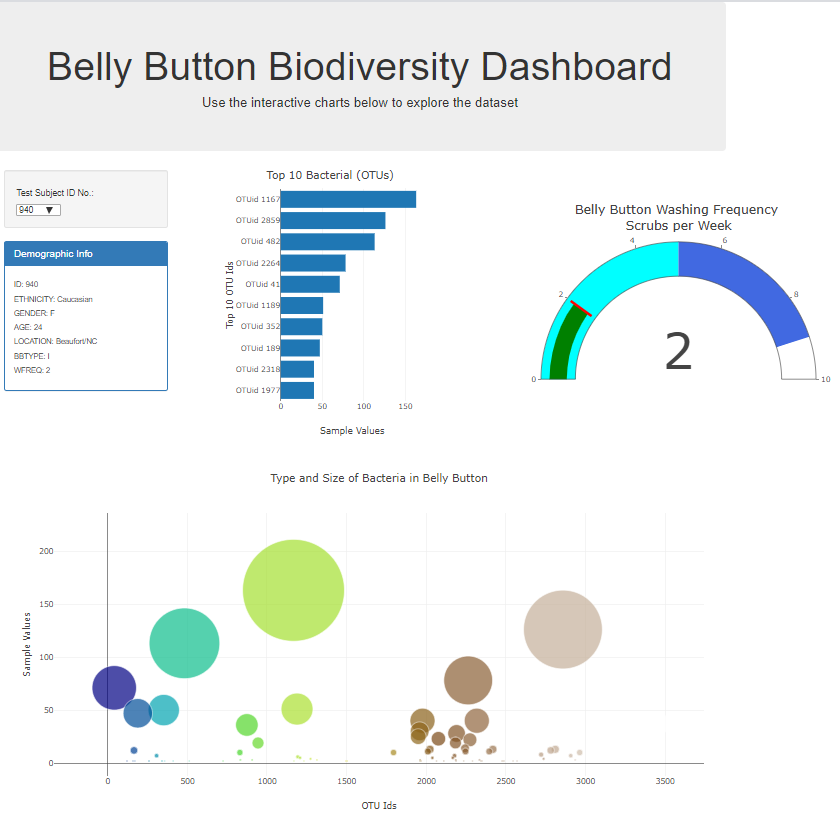 Belly Button Biodiversity Dashboard
Use the interactive charts below to explore the dataset
Test Subject ID No.:
940 ▼
Demographic Info
ID: 940
ETHNICITY: Caucasian
GENDER: F
AGE: 24
LOCATION: Beaufort/NC
BBTYPE: I
WFREQ: 2
Top 10 Bacterial (OTUs)
Top 10 OTU Ids
OTUid 1167
OTUid 2859
OTUid 482
OTUid 2264
OTUid 41
OTUid 1189
OTUid 352
OTUid 189
OTUid 2318
OTUid 1977
0 50 100 150
Sample Values
Belly Button Washing Frequency
Scrubs per Week
0
2
4
6
8
10
2
Type and Size of Bacteria in Belly Button
Sample Values
200
150
100
50
0
0 500 1000 1500 2000 2500 3000 3500
OTU Ids